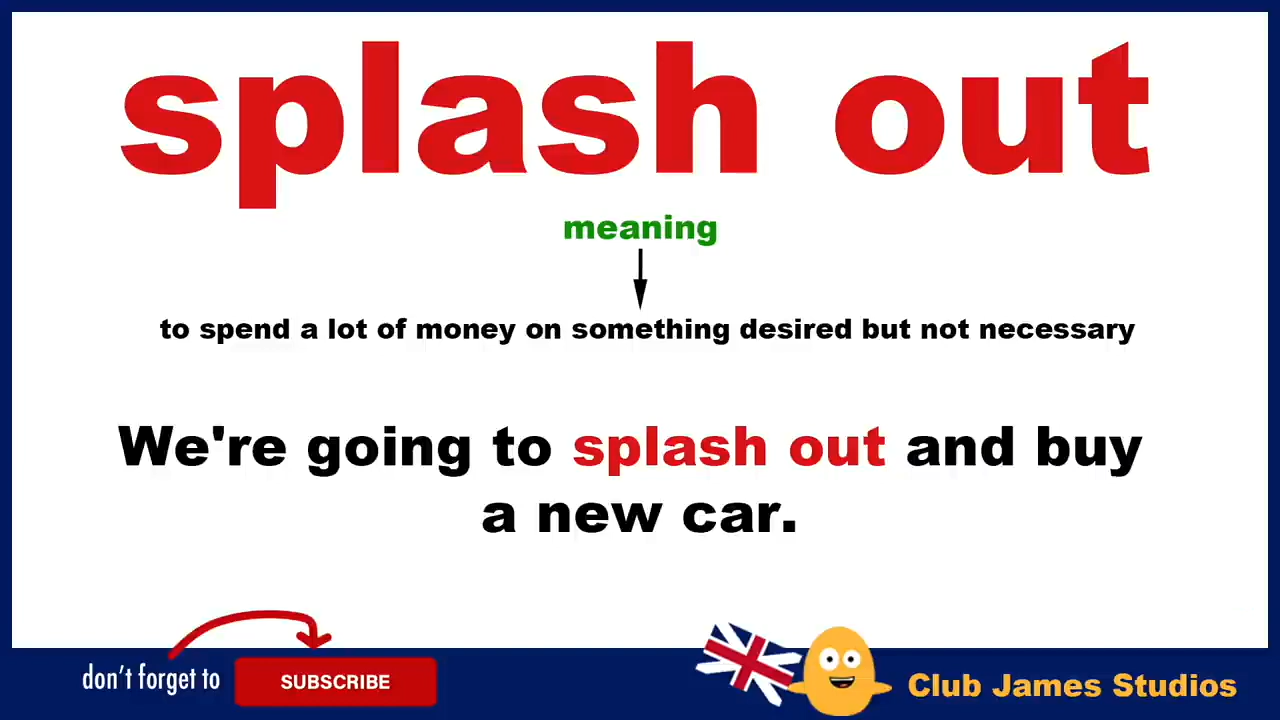 splash out
meaning
to spend a lot of money on something desired but not necessary
We're going to splash out and buy
a new car.
don't forget to
SUBSCRIBE
Club James Studios